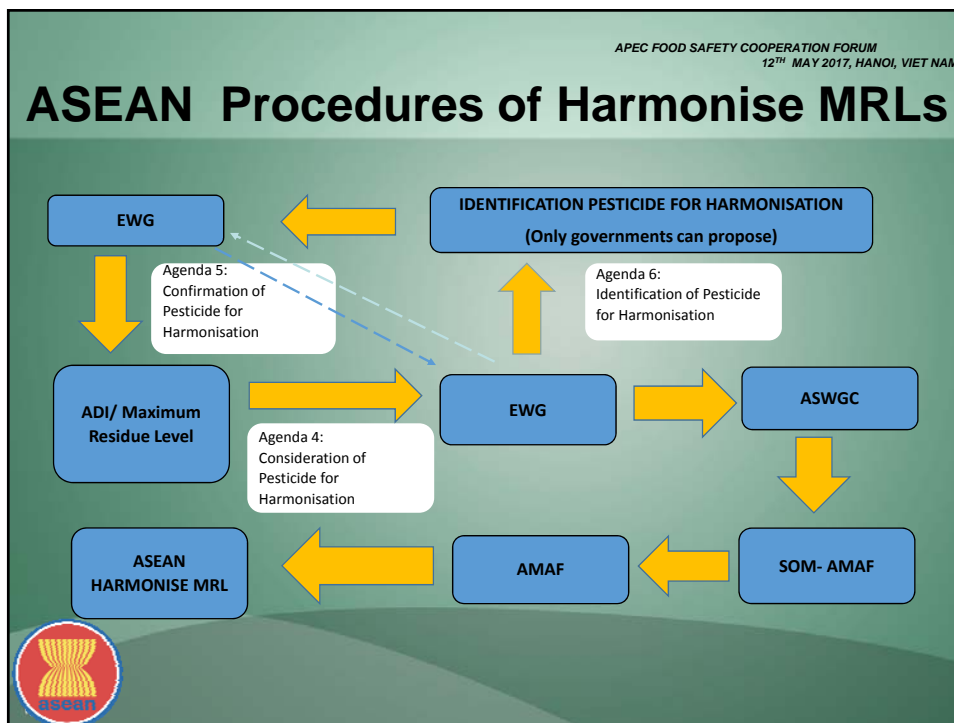 APEC FOOD SAFETY COOPERATION FORUM
12TH MAY 2017, HANOI, VIET NAM
ASEAN Procedures of Harmonise MRLs
EWG
IDENTIFICATION PESTICIDE FOR HARMONISATION
(Only governments can propose)
Agenda 5:
Confirmation of
Pesticide for
Harmonisation
Agenda 6:
Identification of Pesticide
for Harmonisation
ADI/ Maximum
Residue Level
Agenda 4:
Consideration of
Pesticide for
Harmonisation
EWG
ASWGC
ASEAN
HARMONISE MRL
AMAF
SOM- AMAF
asean